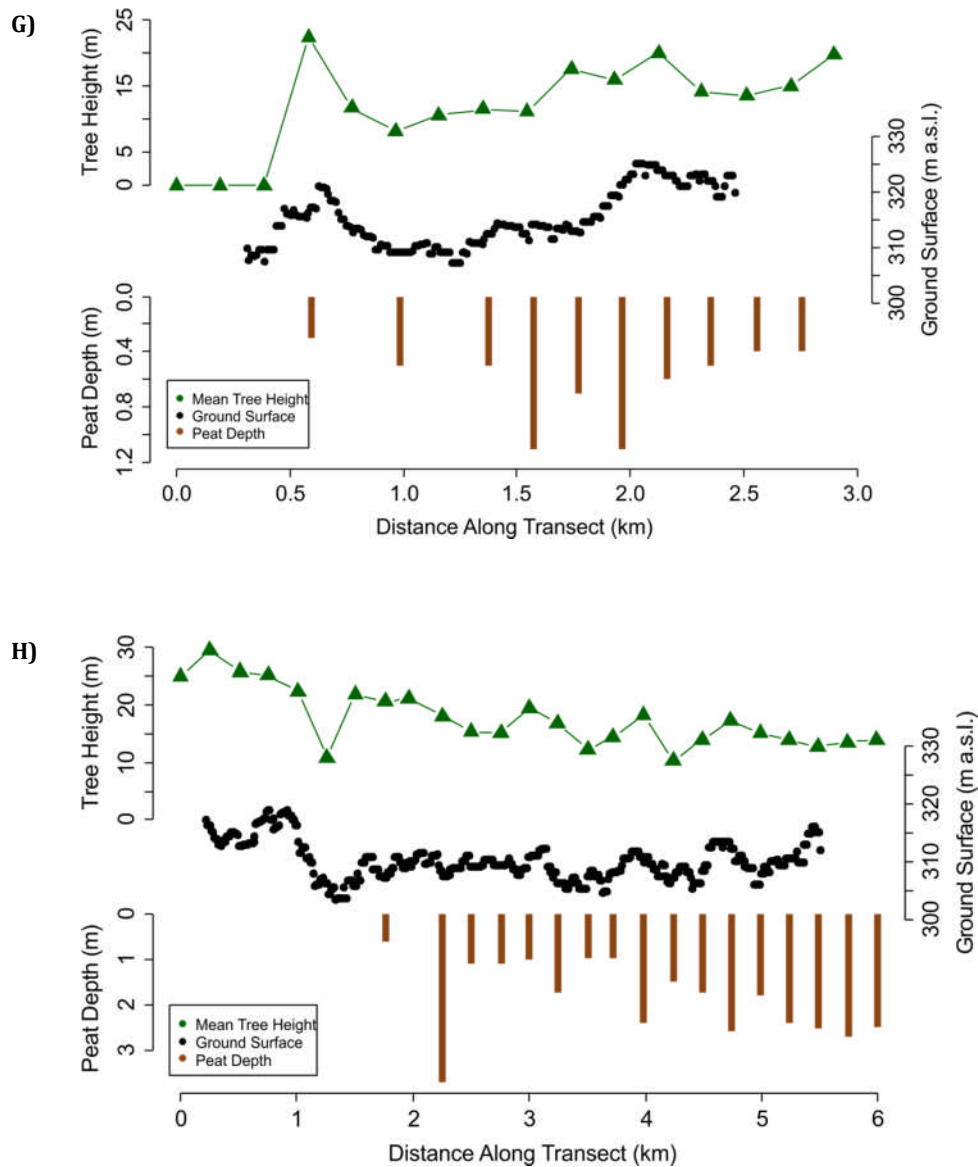 G)
Tree Height (m)
25
15
5
0
Ground Surface (m a.s.l.)
330
320
310
300
Peat Depth (m)
0.0
0.4
0.8
1.2
Mean Tree Height
Ground Surface
Peat Depth
0.0 0.5 1.0 1.5 2.0 2.5 3.0
Distance Along Transect (km)
H)
Tree Height (m)
30
20
10
0
Ground Surface (m a.s.l.)
330
320
310
300
Peat Depth (m)
0
1
2
3
Mean Tree Height
Ground Surface
Peat Depth
0 1 2 3 4 5 6
Distance Along Transect (km)